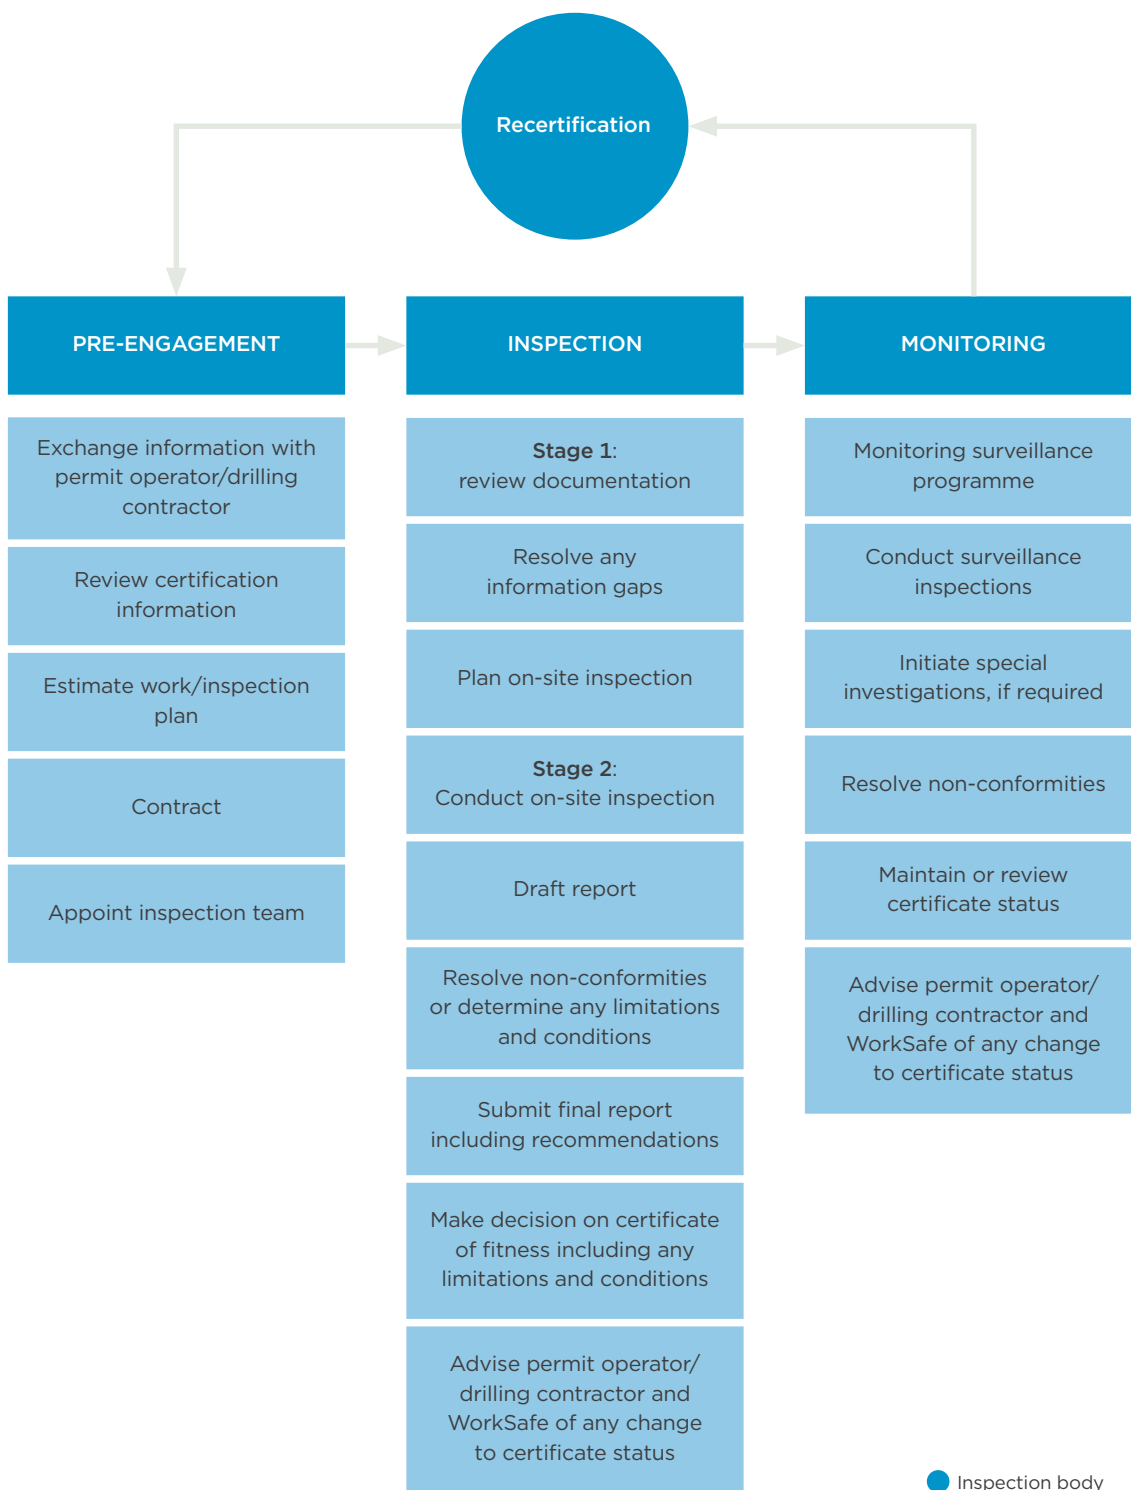 Recertification
PRE-ENGAGEMENT
Exchange information with
permit operator/drilling
contractor
Review certification
information
Estimate work/inspection
plan
Contract
Appoint inspection team
INSPECTION
Stage 1:
review documentation
Resolve any
information gaps
Plan on-site inspection
Stage 2:
Conduct on-site inspection
Draft report
Resolve non-conformities
or determine any limitations
and conditions
Submit final report
including recommendations
Make decision on certificate
of fitness including any
limitations and conditions
Advise permit operator/
drilling contractor and
WorkSafe of any change
to certificate status
MONITORING
Monitoring surveillance
programme
Conduct surveillance
inspections
Initiate special
investigations, if required
Resolve non-conformities
Maintain or review
certificate status
Advise permit operator/
drilling contractor and
WorkSafe of any change
to certificate status
Inspection body